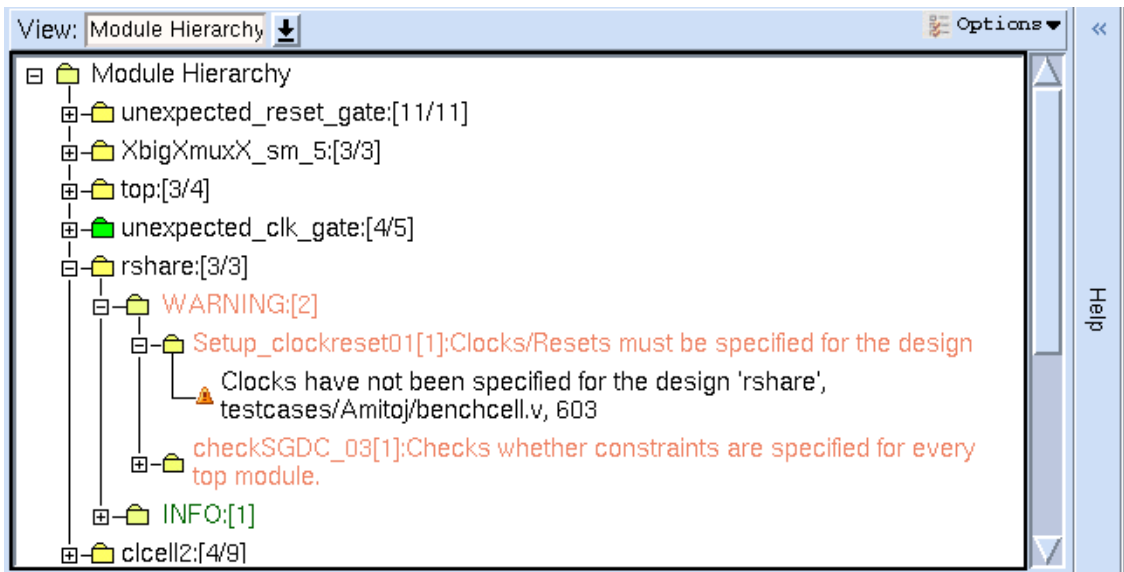 View: Module Hierarchy Options
Module Hierarchy
unexpected_reset_gate:[11/11]
XbigXmuxX_sm_5:[3/3]
top:[3/4]
unexpected_clk_gate:[4/5]
rshare:[3/3]
WARNING:[2]
Setup_clockreset01[1]:Clocks/Resets must be specified for the design
Clocks have not been specified for the design 'rshare',
testcases/Amitoj/benchcell.v, 603
checkSGDC_03[1]:Checks whether constraints are specified for every
top module.
INFO:[1]
clcell2:[4/9]
Help